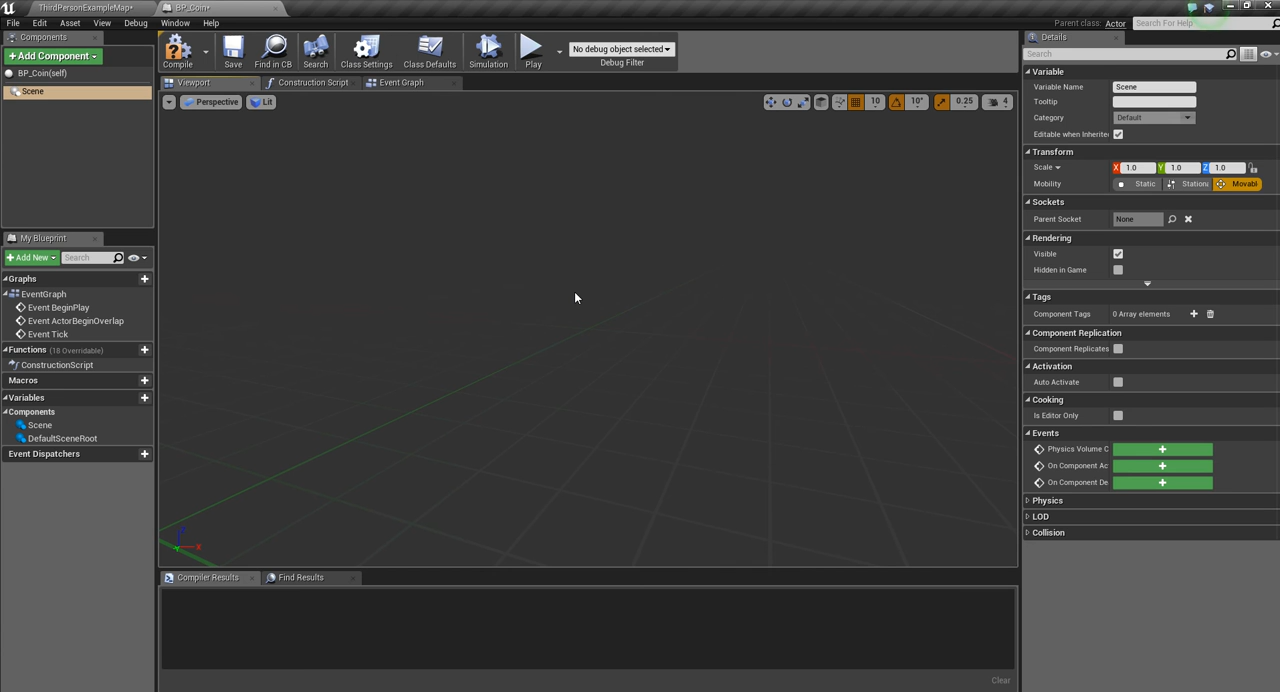 ThirdPersonExampleMap*
BP_Coin*
File Edit Asset View Debug Window Help
Parent class: Actor Search For Help
Components
+Add Component
BP_Coin(self)
Scene
Compile Save Find in CB Search Class Settings Class Defaults Simulation Play
No debug object selected
Debug Filter
Viewport Construction Script Event Graph
Perspective Lit
10 10° 0.25 4
My Blueprint
+Add New Search
Graphs
EventGraph
Event BeginPlay
Event ActorBeginOverlap
Event Tick
Functions (18 Overridable)
ConstructionScript
Macros
Variables
Components
Scene
DefaultSceneRoot
Event Dispatchers
X
Compiler Results Find Results
Clear
Details
Search
Variable
Variable Name Scene
Tooltip
Category Default
Editable when Inherite
Transform
Scale X 1.0 Y 1.0 Z 1.0
Mobility Static Station Movabl
Sockets
Parent Socket None
Rendering
Visible
Hidden in Game
Tags
Component Tags 0 Array elements
Component Replication
Component Replicates
Activation
Auto Activate
Cooking
Is Editor Only
Events
Physics Volume C
On Component Ac
On Component De
Physics
LOD
Collision